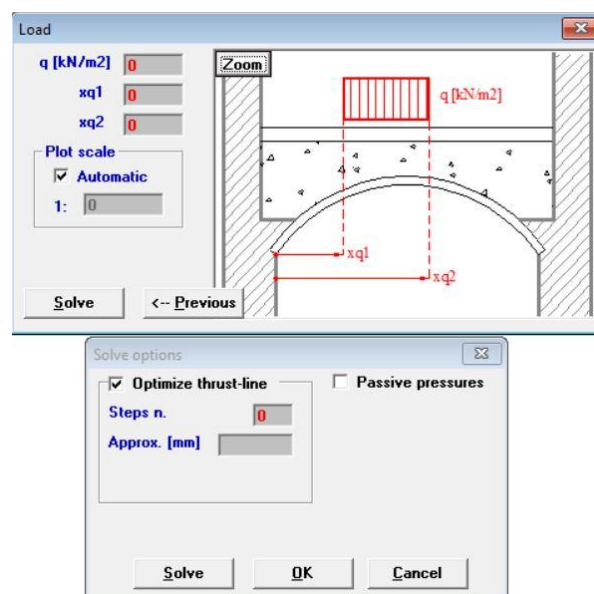 Load
q [kN/m2] 0
xq1 0
xq2 0
Plot scale
Automatic
1: 0
Solve
<-- Previous
Zoom
q [kN/m2]
xq1
xq2
Solve options
Optimize thrust-line
Passive pressures
Steps n. 0
Approx. [mm]
Solve
OK
Cancel